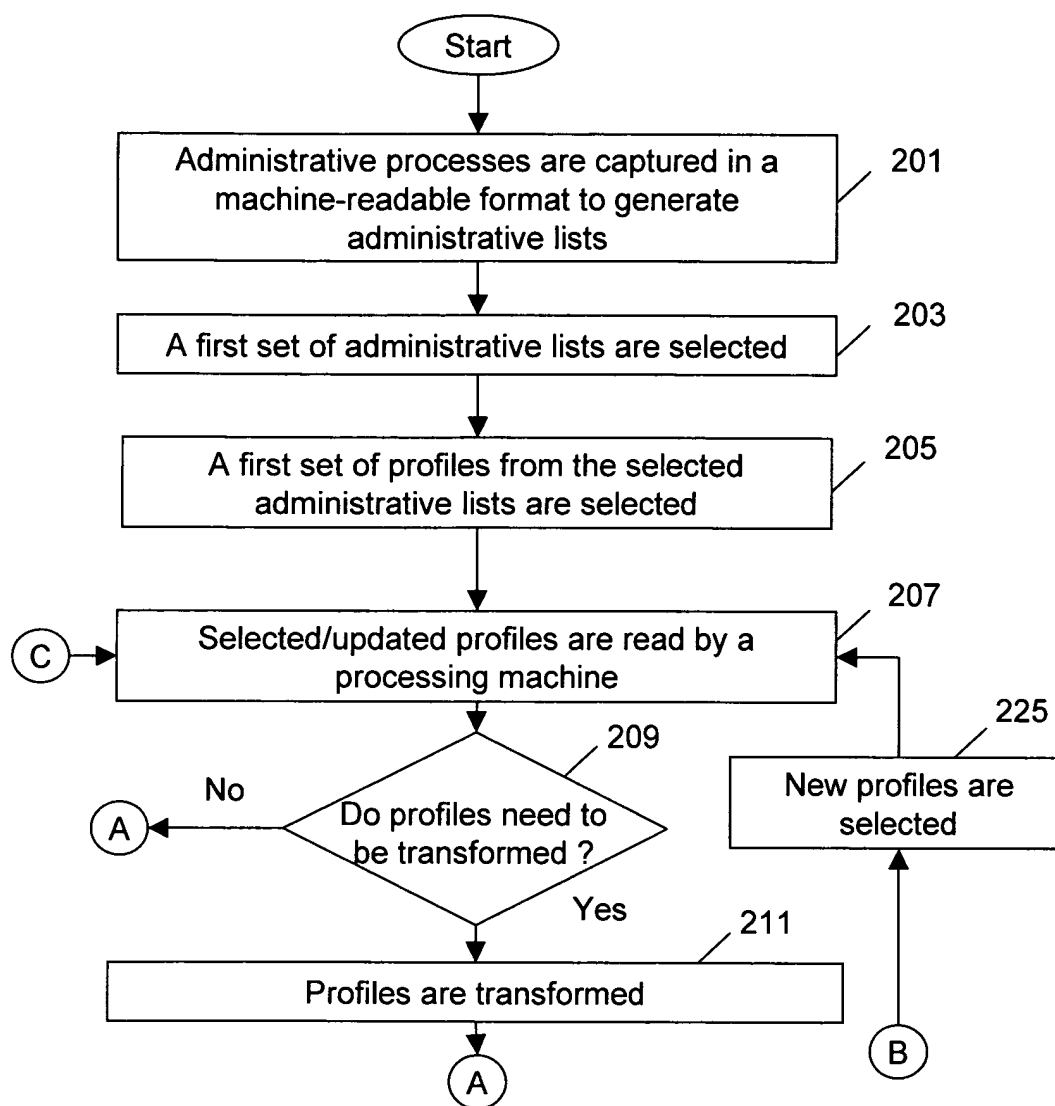 Start
Administrative processes are captured in a
machine-readable format to generate
administrative lists
201
A first set of administrative lists are selected
203
A first set of profiles from the selected
administrative lists are selected
205
Selected/updated profiles are read by a
processing machine
207
C
209
Do profiles need to
be transformed ?
No
A
Yes
225
New profiles are
selected
211
Profiles are transformed
A
B